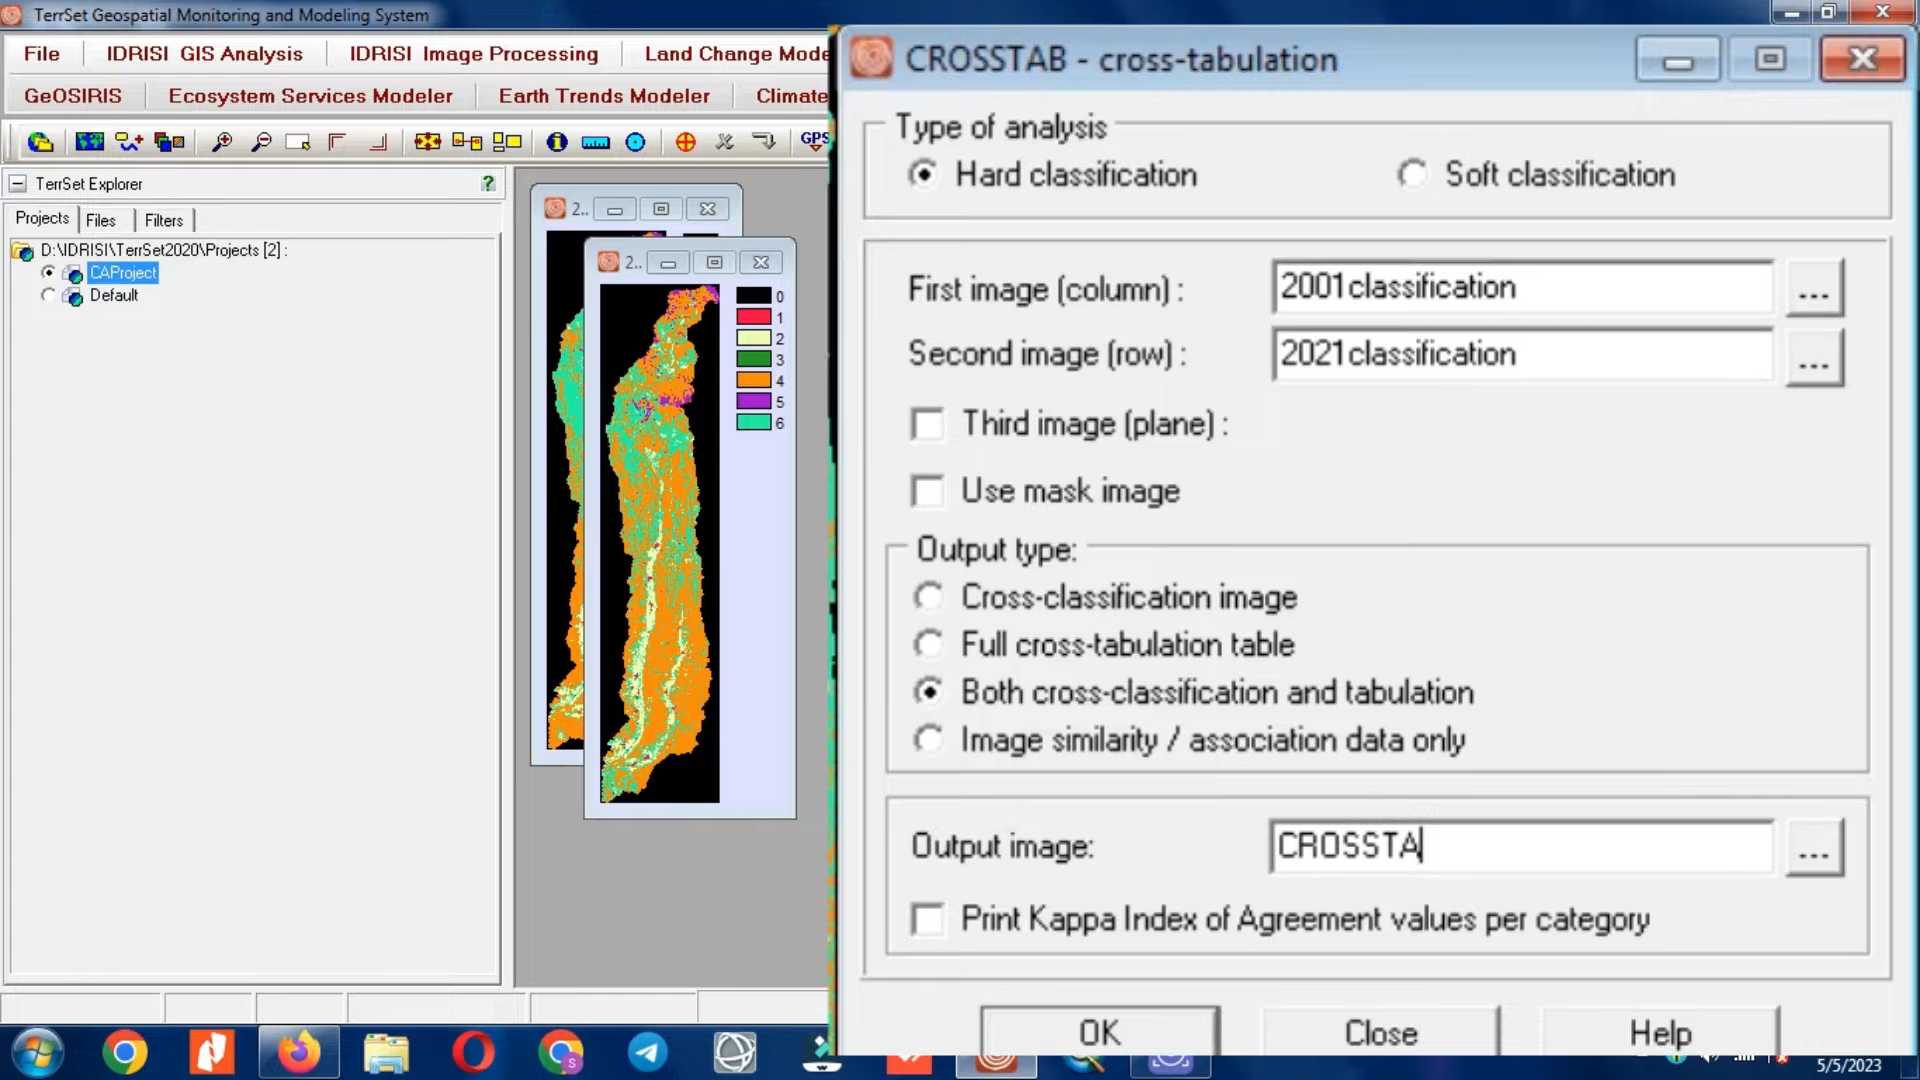 TerrSet Geospatial Monitoring and Modeling System
File
IDRISI GIS Analysis
IDRISI Image Processing
Land Change Mode
GeOSIRIS
Ecosystem Services Modeler
Earth Trends Modeler
Climate
GPS
TerrSet Explorer
?
Projects
Files
Filters
D:\IDRISI\TerrSet2020\Projects [2] :
CAProject
Default
2..
2..
0
1
2
3
4
5
6
CROSSTAB - cross-tabulation
Type of analysis
Hard classification
Soft classification
First image (column) :
2001classification
...
Second image (row) :
2021classification
...
Third image (plane) :
Use mask image
Output type:
Cross-classification image
Full cross-tabulation table
Both cross-classification and tabulation
Image similarity / association data only
Output image:
CROSSTA
...
Print Kappa Index of Agreement values per category
OK
Close
Help
5/5/2023